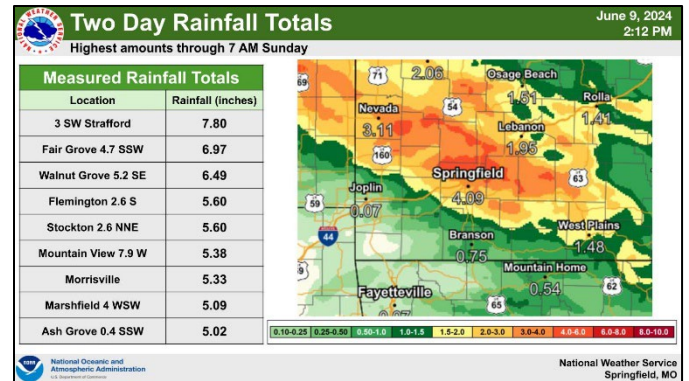 Two Day Rainfall Totals
June 9, 2024
2:12 PM
Highest amounts through 7 AM Sunday
Measured Rainfall Totals
Location Rainfall (inches)
3 SW Strafford 7.80
Fair Grove 4.7 SSW 6.97
Walnut Grove 5.2 SE 6.49
Flemington 2.6 S 5.60
Stockton 2.6 NNE 5.60
Mountain View 7.9 W 5.38
Morrisville 5.33
Marshfield 4 WSW 5.09
Ash Grove 0.4 SSW 5.02
69
71
2.06
Osage Beach
1.51
Nevada
3.11
54
Rolla
1.41
Lebanon
1.95
160
Springfield
4.09
63
Joplin
0.07
59
44
West Plains
1.48
Branson
0.75
Mountain Home
0.54
62
Fayetteville
65
0.10-0.25 0.25-0.50 0.50-1.0 1.0-1.5 1.5-2.0 2.0-3.0 3.0-4.0 4.0-6.0 6.0-8.0 8.0-10.0
National Oceanic and
Atmospheric Administration
U.S. Department of Commerce
National Weather Service
Springfield, MO